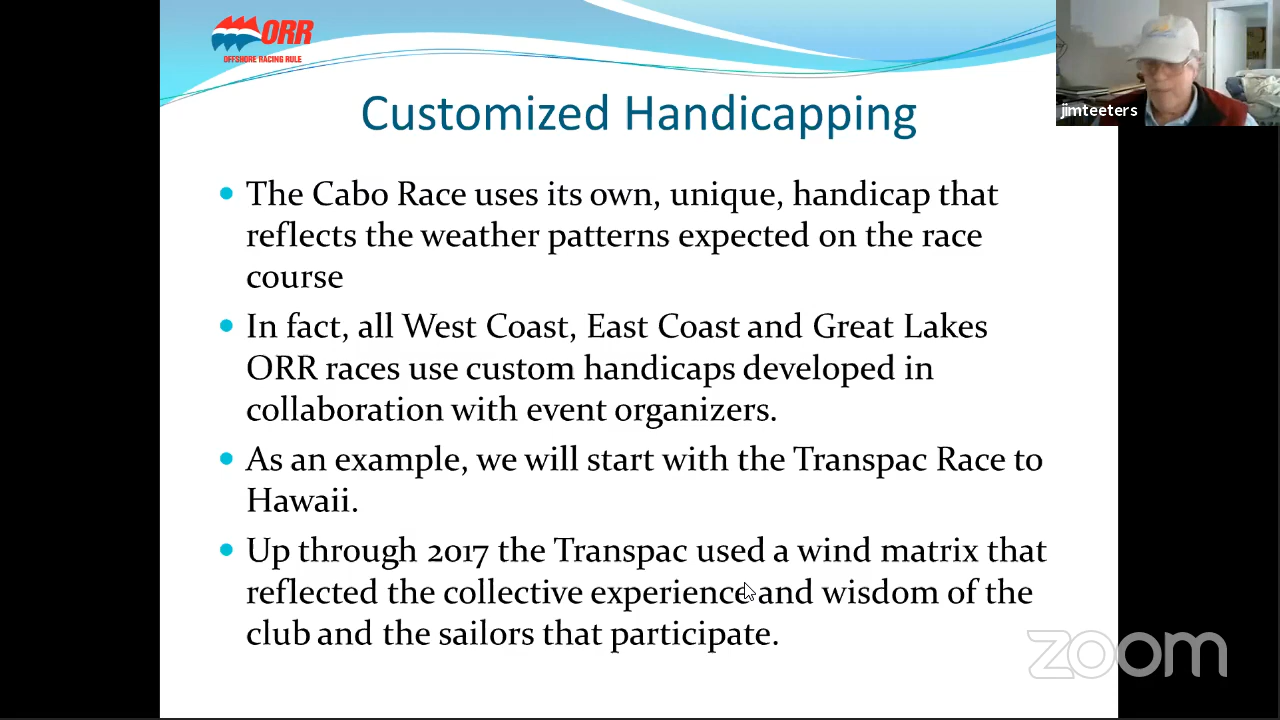 ORR
OFFSHORE RACING RULE
jimteeters
Customized Handicapping
• The Cabo Race uses its own, unique, handicap that
reflects the weather patterns expected on the race
course
• In fact, all West Coast, East Coast and Great Lakes
ORR races use custom handicaps developed in
collaboration with event organizers.
• As an example, we will start with the Transpac Race to
Hawaii.
• Up through 2017 the Transpac used a wind matrix that
reflected the collective experience and wisdom of the
club and the sailors that participate.
zoom